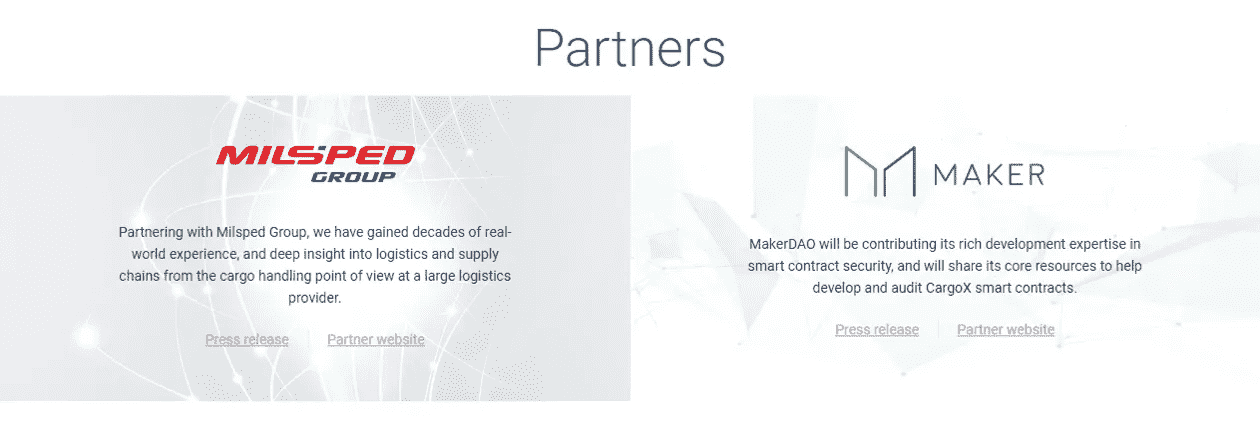 Partners
MILSPED
GROUP
Partnering with Milsped Group, we have gained decades of real-
world experience, and deep insight into logistics and supply
chains from the cargo handling point of view at a large logistics
provider.
Press release
Partner website
MAKER
MakerDAO will be contributing its rich development expertise in
smart contract security, and will share its core resources to help
develop and audit CargoX smart contracts.
Press release
Partner website